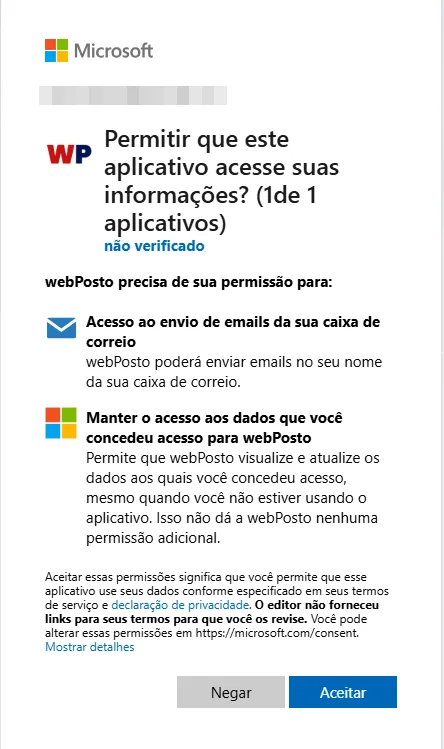 Microsoft
WP
Permitir que este
aplicativo acesse suas
informações? (1de 1
aplicativos)
não verificado
webPosto precisa de sua permissão para:
Acesso ao envio de emails da sua caixa de
correio
webPosto poderá enviar emails no seu nome
da sua caixa de correio.
Manter o acesso aos dados que você
concedeu acesso para webPosto
Permite que webPosto visualize e atualize os
dados aos quais você concedeu acesso,
mesmo quando você não estiver usando o
aplicativo. Isso não dá a webPosto nenhuma
permissão adicional.
Aceitar essas permissões significa que você permite que esse
aplicativo use seus dados conforme especificado em seus termos
de serviço e declaração de privacidade. O editor não forneceu
links para seus termos para que você os revise. Você pode
alterar essas permissões em https://microsoft.com/consent.
Mostrar detalhes
Negar
Aceitar